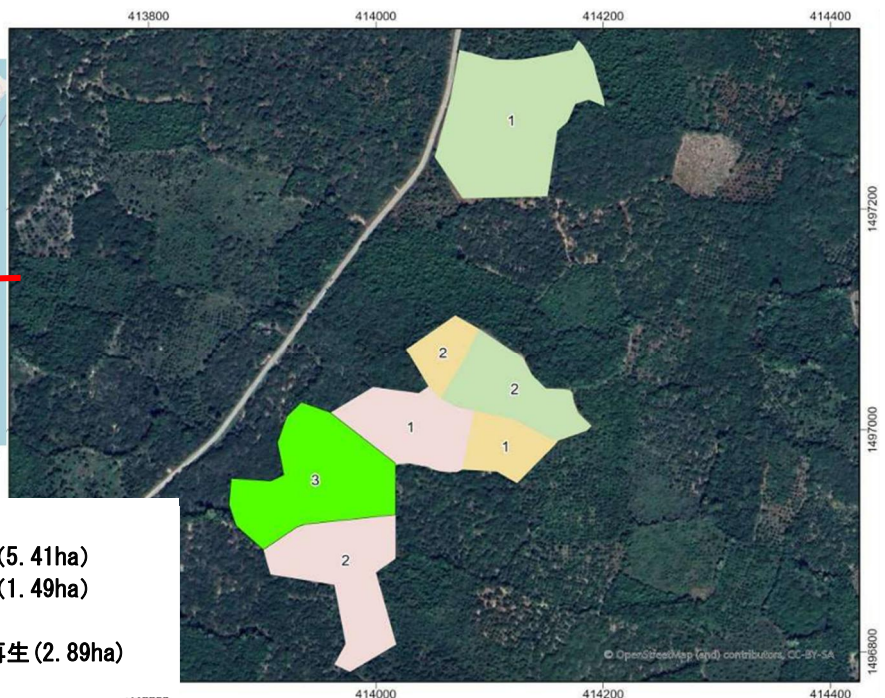 413800 414000 414200 414400
1
1497200
2
2
1497000
1
1
3
2
(5.41ha)
(1.49ha)
再生(2.89ha)
1496800
© OpenStreetMap (and) contributors, CC-BY-SA
414000 414200 414400